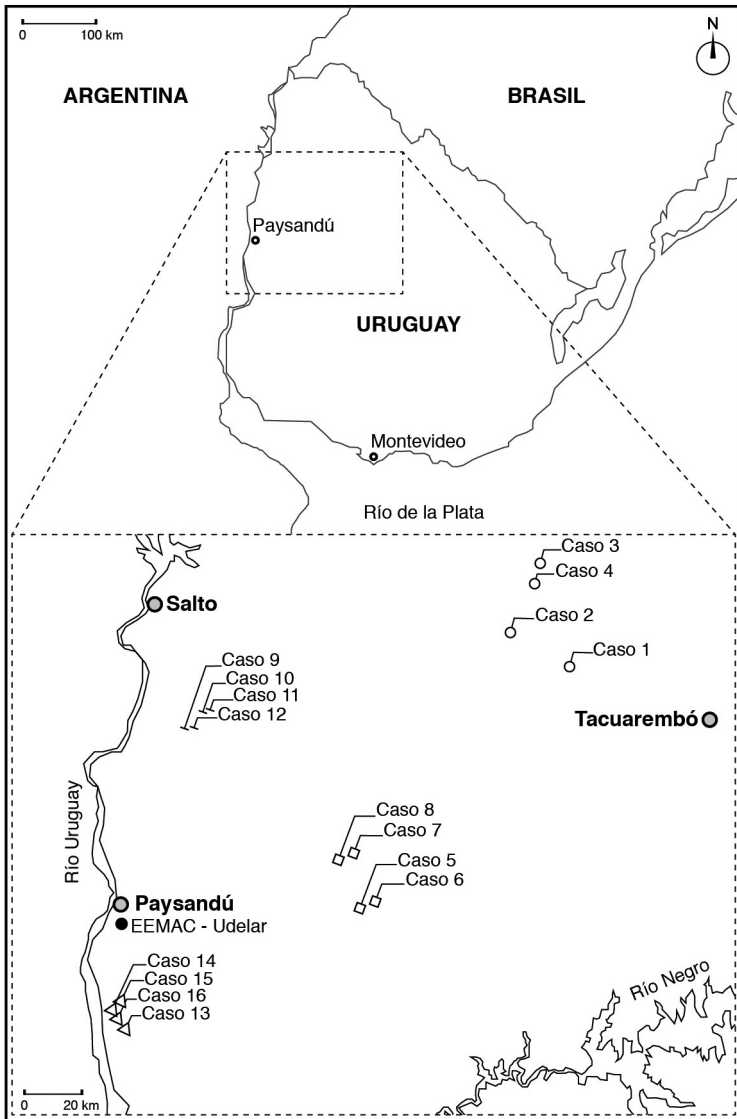 0 100 km
N
ARGENTINA
BRASIL
Paysandú
URUGUAY
Montevideo
Río de la Plata
Caso 3
Caso 4
Salto
Caso 2
Caso 1
Caso 9
Caso 10
Caso 11
Caso 12
Tacuarembó
Río Uruguay
Caso 8
Caso 7
Caso 5
Caso 6
Paysandú
EEMAC - Udelar
Caso 14
Caso 15
Caso 16
Caso 13
Río Negro
0 20 km